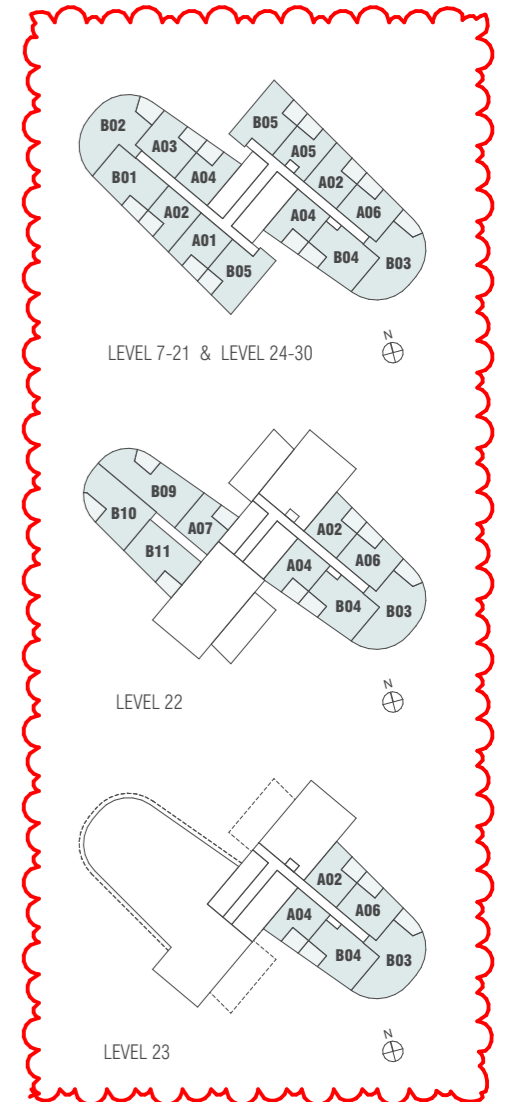 B05
B02
A03
A05
B01
A04
A02
A02
A06
A04
A01
B04
B03
B05
N
LEVEL 7-21 & LEVEL 24-30
B09
B10
A07
A02
B11
A06
A04
B04
B03
N
LEVEL 22
A02
A04
A06
B04
B03
N
LEVEL 23